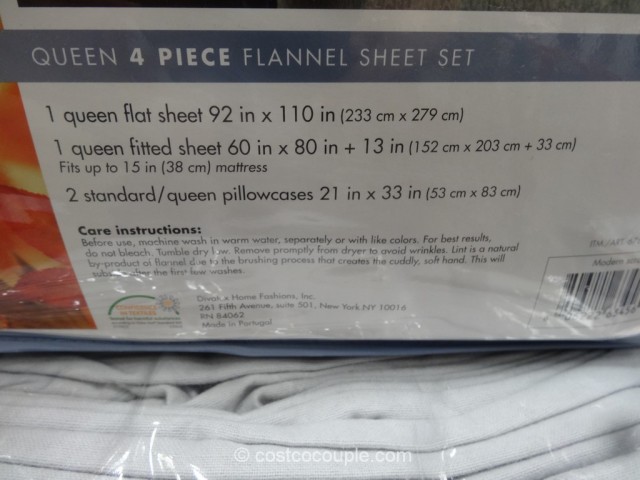 QUEEN 4 PIECE FLANNEL SHEET SET
1 queen flat sheet 92 in x 110 in (233 cm x 279 cm)
1 queen fitted sheet 60 in x 80 in + 13 in (152 cm x 203 cm + 33 cm)
Fits up to 15 in (38 cm) mattress
2 standard/queen pillowcases 21 in x 33 in (53 cm x 83 cm)
Care instructions:
Before use, machine wash in warm water, separately or with like colors. For best results,
do not bleach. Tumble dry low. Remove promptly from dryer to avoid wrinkles. Lint is a natural
by-product of flannel due to the brushing process that creates the cuddly, soft hand. This will
after the first few washes.
ITM./ART.
Modern
Home Fashions, Inc.
261 Fifth Avenue, suite 501, New York NY 10016
RN 84062
Made in Portugal
© costcocouple.com